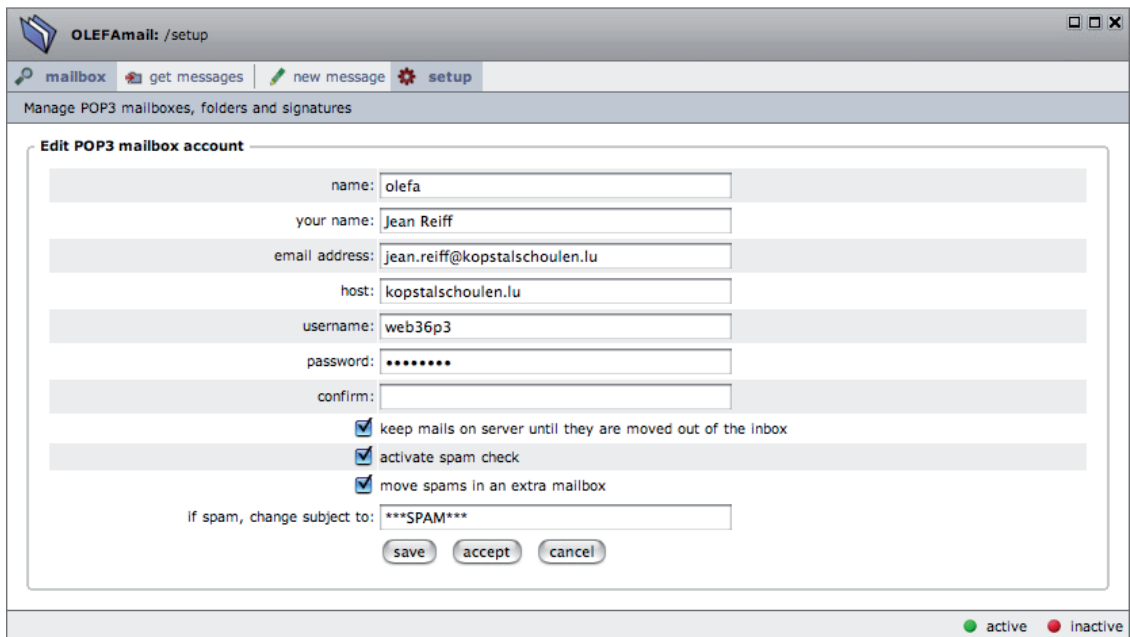 OLEFAmail: /setup
mailbox get messages new message setup
Manage POP3 mailboxes, folders and signatures
Edit POP3 mailbox account
name: olefa
your name: Jean Reiff
email address: jean.reiff@kopstalschoulen.lu
host: kopstalschoulen.lu
username: web36p3
password: ••••••••
confirm:
keep mails on server until they are moved out of the inbox
activate spam check
move spams in an extra mailbox
if spam, change subject to: ***SPAM***
save accept cancel
active inactive